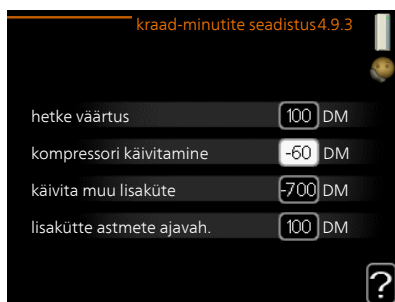 kraad-minutite seadistus4.9.3
hetke väärtus 100 DM
kompressori käivitamine -60 DM
käivita muu lisaküte -700 DM
lisakütte astmete ajavah. 100 DM
?